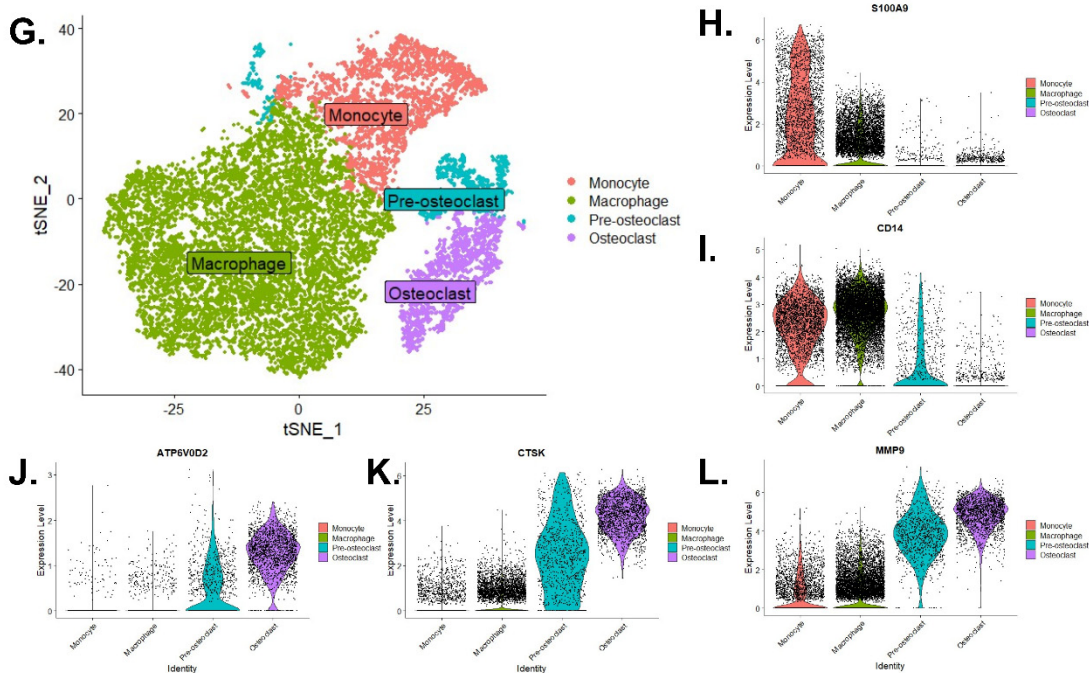 G.
40
20
0
-20
-40
tSNE_2
-25
0
25
tSNE_1
Monocyte
Pre-osteoclast
Macrophage
Osteoclast
Monocyte
Macrophage
Pre-osteoclast
Osteoclast
H.
S100A9
Expression Level
6
4
2
0
Monocyte
Macrophage
Pre-osteoclast
Osteoclast
Monocyte
Macrophage
Pre-osteoclast
Osteoclast
I.
CD14
Expression Level
5
4
3
2
1
0
Monocyte
Macrophage
Pre-osteoclast
Osteoclast
Monocyte
Macrophage
Pre-osteoclast
Osteoclast
J.
ATP6V0D2
Expression Level
3
2
1
0
Monocyte
Macrophage
Pre-osteoclast
Osteoclast
Identity
Monocyte
Macrophage
Pre-osteoclast
Osteoclast
K.
CTSK
Expression Level
6
4
2
0
Monocyte
Macrophage
Pre-osteoclast
Osteoclast
Identity
Monocyte
Macrophage
Pre-osteoclast
Osteoclast
L.
MMP9
Expression Level
6
4
2
0
Monocyte
Macrophage
Pre-osteoclast
Osteoclast
Identity
Monocyte
Macrophage
Pre-osteoclast
Osteoclast